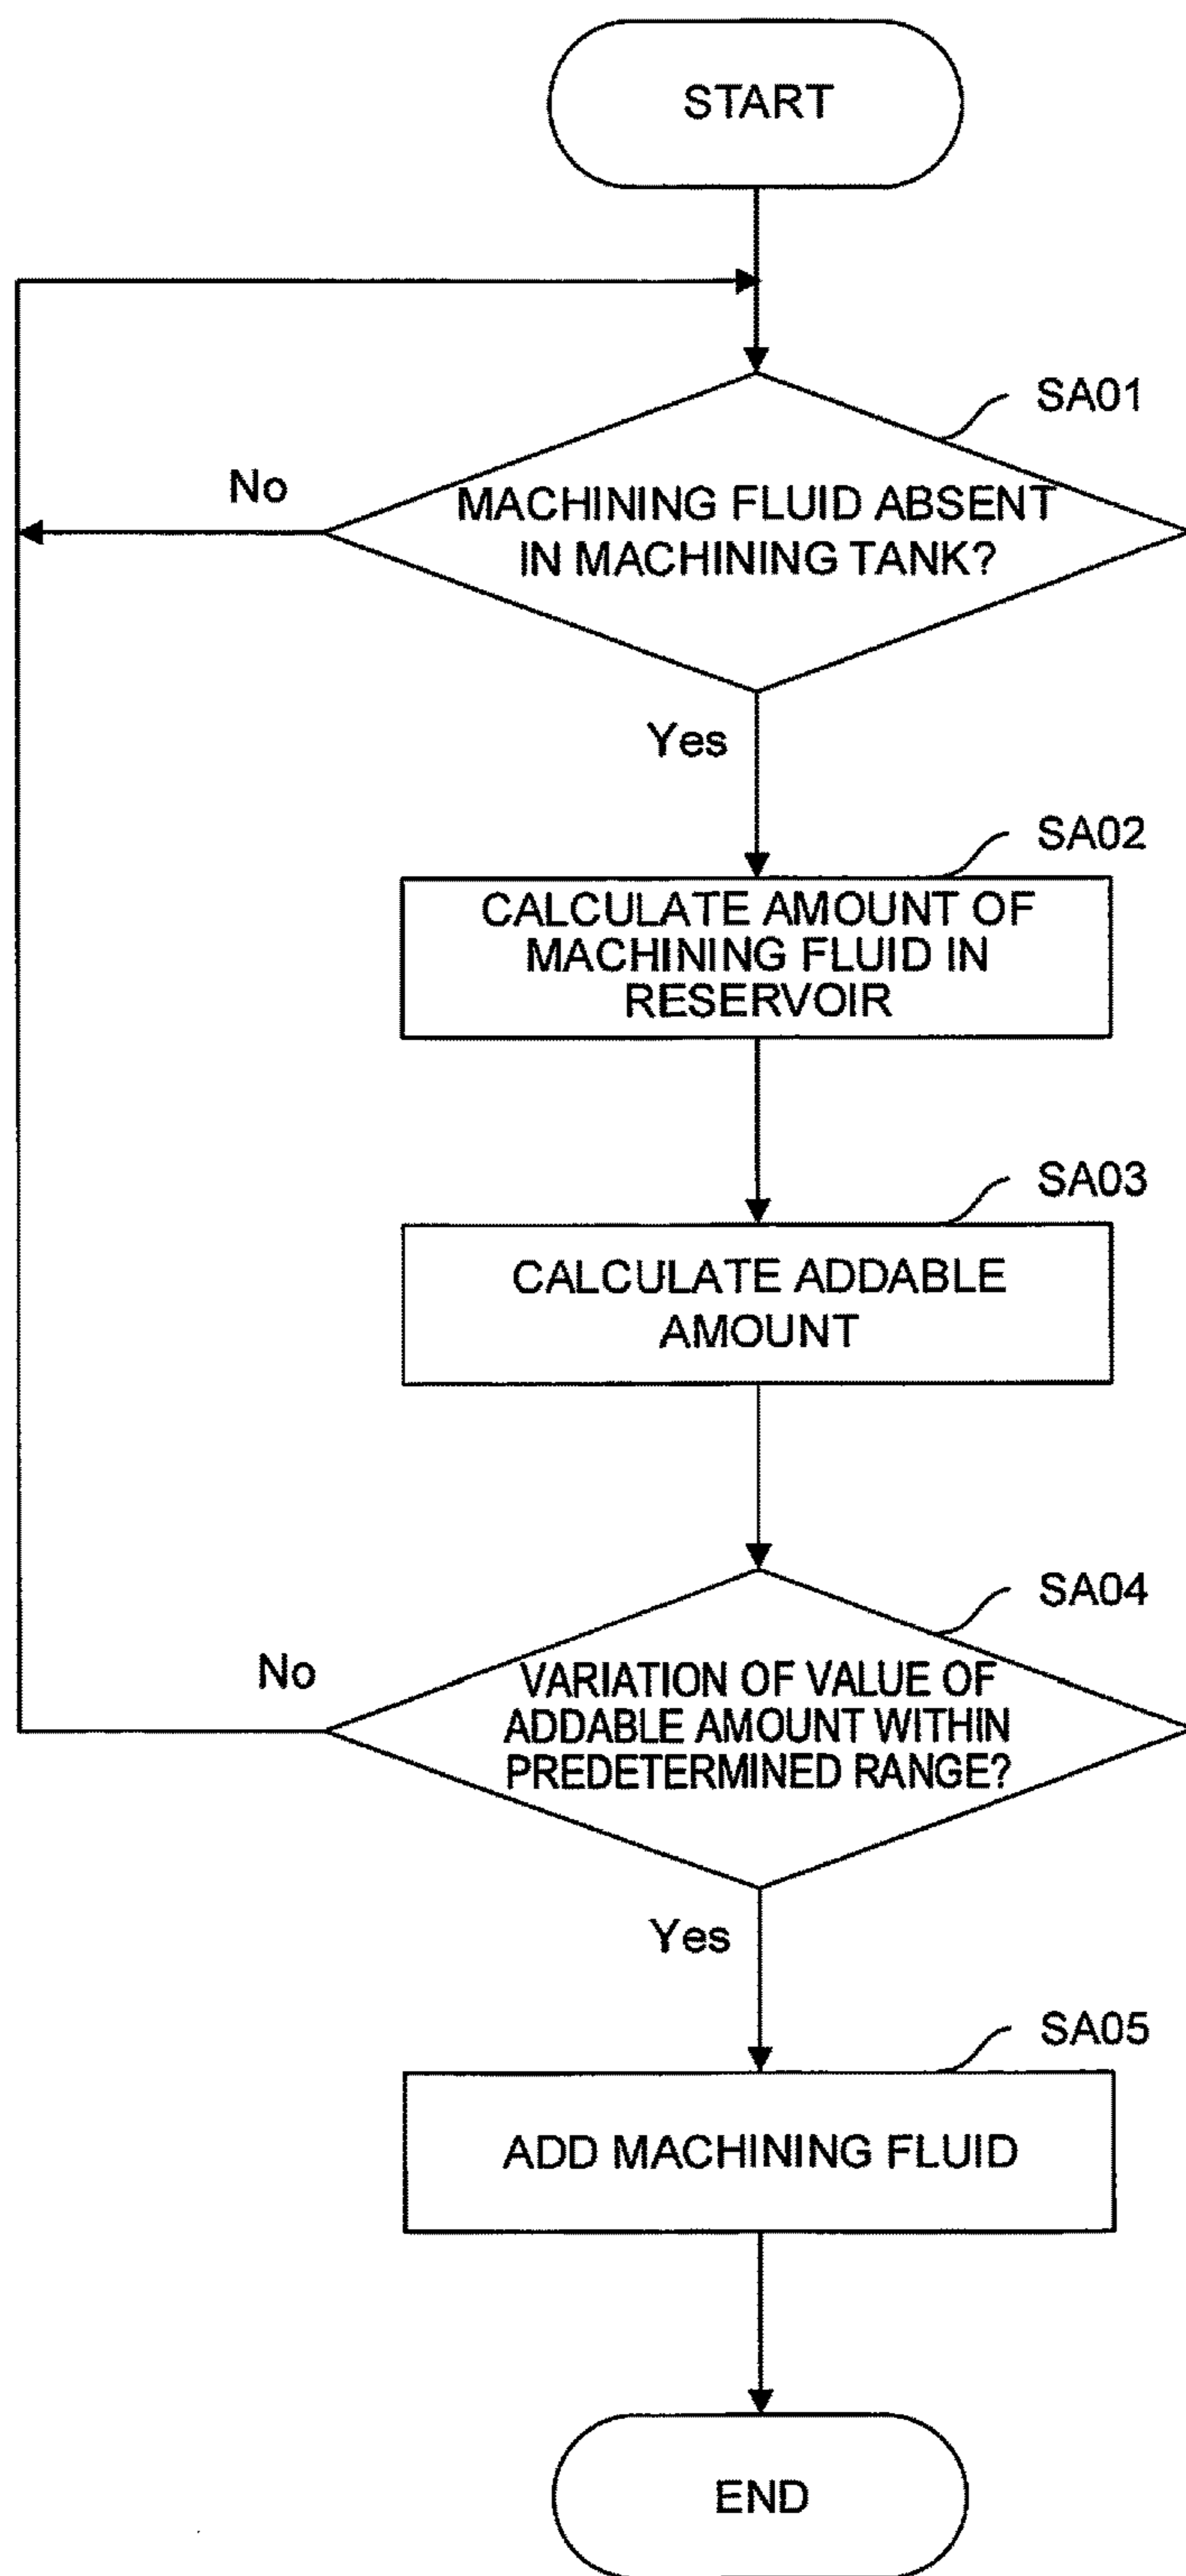 START
SA01
No
MACHINING FLUID ABSENT
IN MACHINING TANK?
Yes
SA02
CALCULATE AMOUNT OF
MACHINING FLUID IN
RESERVOIR
SA03
CALCULATE ADDABLE
AMOUNT
SA04
No
VARIATION OF VALUE OF
ADDABLE AMOUNT WITHIN
PREDETERMINED RANGE?
Yes
SA05
ADD MACHINING FLUID
END